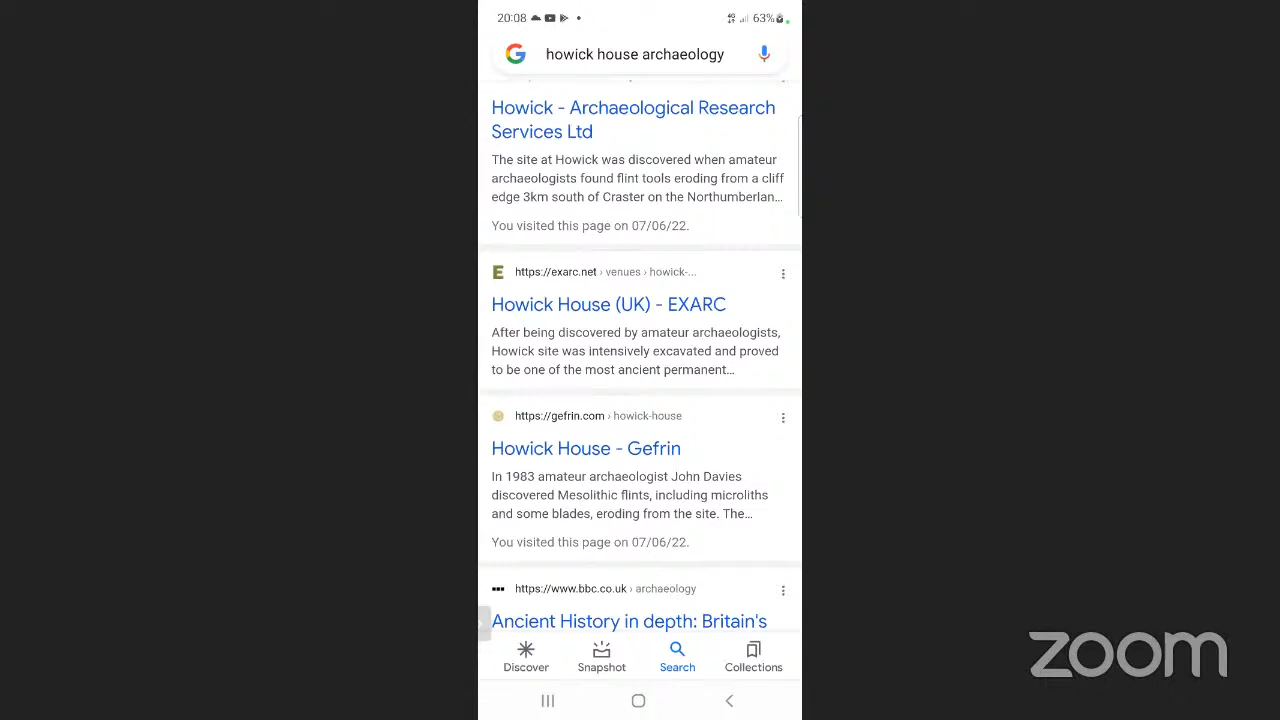 20:08
63%
howick house archaeology
Howick - Archaeological Research
Services Ltd
The site at Howick was discovered when amateur
archaeologists found flint tools eroding from a cliff
edge 3km south of Craster on the Northumberlan...
You visited this page on 07/06/22.
https://exarc.net › venues › howick-...
Howick House (UK) - EXARC
After being discovered by amateur archaeologists,
Howick site was intensively excavated and proved
to be one of the most ancient permanent...
https://gefrin.com › howick-house
Howick House - Gefrin
In 1983 amateur archaeologist John Davies
discovered Mesolithic flints, including microliths
and some blades, eroding from the site. The...
You visited this page on 07/06/22.
https://www.bbc.co.uk › archaeology
Ancient History in depth: Britain's
Discover Snapshot Search Collections
zoom